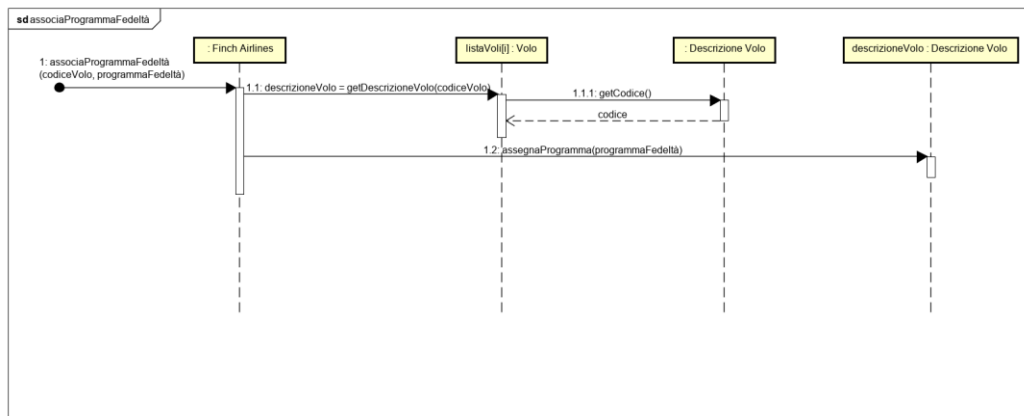 sd associaProgrammaFedeltà
: Finch Airlines
listaVoli[i] : Volo
: Descrizione Volo
descrizioneVolo : Descrizione Volo
1: associaProgrammaFedeltà
(codiceVolo, programmaFedeltà)
1.1: descrizioneVolo = getDescrizioneVolo(codiceVolo)
1.1.1: getCodice()
codice
1.2: assegnaProgramma(programmaFedeltà)